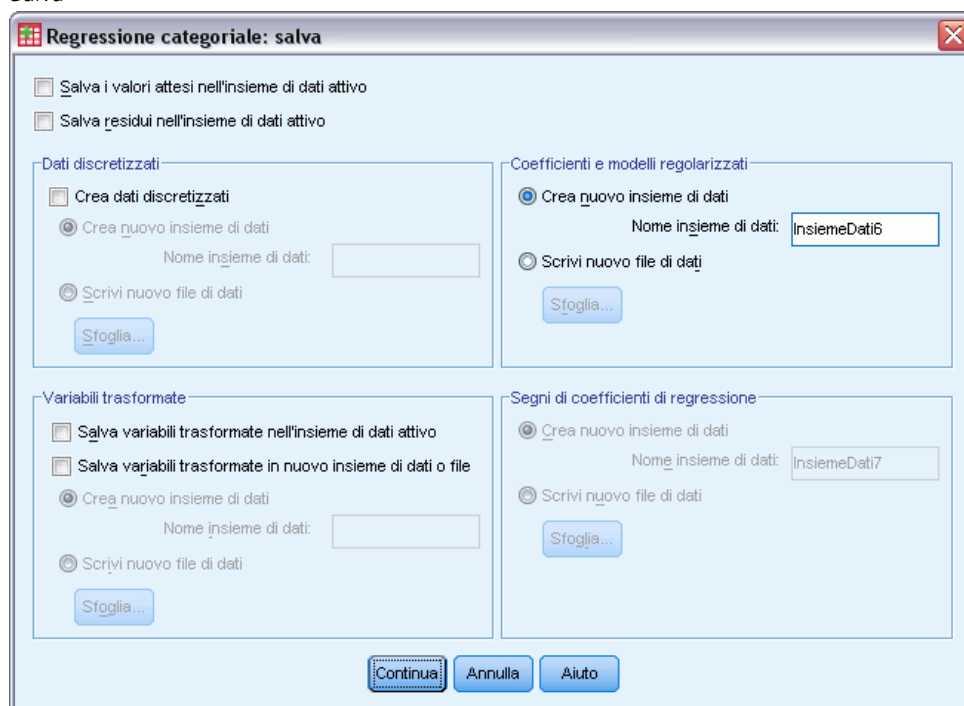 Salva
Regressione categoriale: salva
Salva i valori attesi nell'insieme di dati attivo
Salva residui nell'insieme di dati attivo
Dati discretizzati
Crea dati discretizzati
Crea nuovo insieme di dati
Nome insieme di dati:
Scrivi nuovo file di dati
Sfoglia...
Coefficienti e modelli regolarizzati
Crea nuovo insieme di dati
Nome insieme di dati: InsiemeDati6
Scrivi nuovo file di dati
Sfoglia...
Variabili trasformate
Salva variabili trasformate nell'insieme di dati attivo
Salva variabili trasformate in nuovo insieme di dati o file
Crea nuovo insieme di dati
Nome insieme di dati:
Scrivi nuovo file di dati
Sfoglia...
Segni di coefficienti di regressione
Crea nuovo insieme di dati
Nome insieme di dati: InsiemeDati7
Scrivi nuovo file di dati
Sfoglia...
Continua Annulla Aiuto